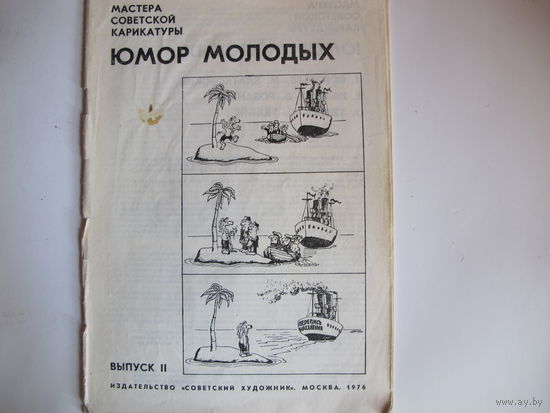 МАСТЕРА
СОВЕТСКОЙ
КАРИКАТУРЫ
ЮМОР МОЛОДЫХ
ПЕРЕПИСЬ
НАСЕЛЕНИЯ
ВЫПУСК II
ИЗДАТЕЛЬСТВО «СОВЕТСКИЙ ХУДОЖНИК». МОСКВА, 1976
www.ay.by